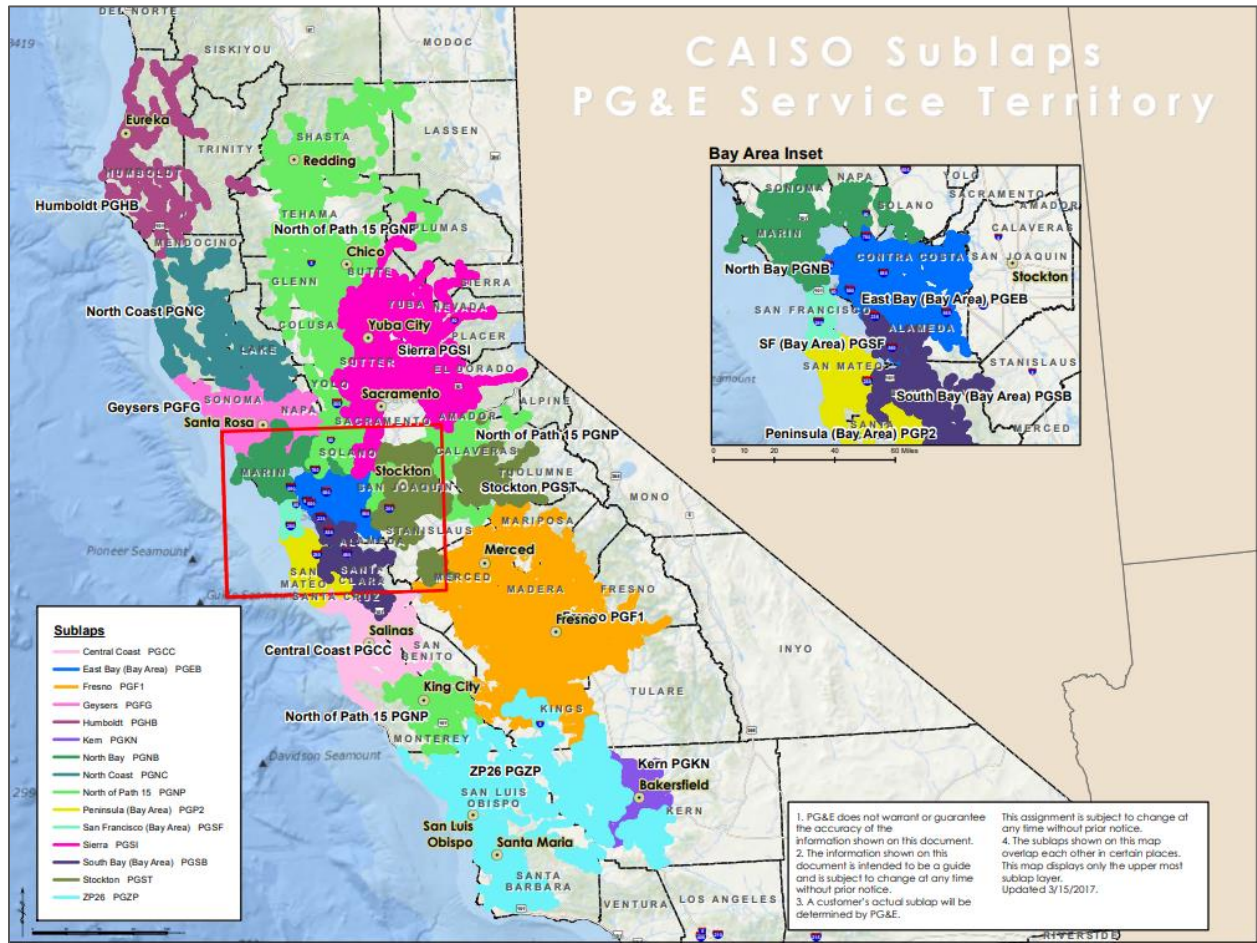 CAISO Sublaps
PG&E Service Territory
DEL NORTE
SISKIYOU
MODOC
Eureka
TRINITY
SHASTA
LASSEN
Redding
HUMBOLDT
Humboldt PGHB
TEHAMA
North of Path 15 PGNP
PLUMAS
MENDOCINO
Chico
BUTTE
GLENN
SIERRA
North Coast PGNC
YUBA
NEVADA
COLUSA
Yuba City
PLACER
LAKE
SUTTER
Sierra PGSI
EL DORADO
YOLO
Geysers PGFG
SONOMA
NAPA
Sacramento
ALPINE
Santa Rosa
SACRAMENTO
AMADOR
North of Path 15 PGNP
SOLANO
CALAVERAS
MARIN
Stockton
TUOLUMNE
SAN JOAQUIN
Stockton PGST
MONO
STANISLAUS
MARIPOSA
ALAMEDA
Pioneer Seamount
Merced
SAN
MATEO
SANTA
CLARA
MERCED
MADERA
FRESNO
SANTA CRUZ
Salinas
Fresno
Fresno PGF1
Central Coast PGCC
SAN
BENITO
INYO
King City
TULARE
North of Path 15 PGNP
KINGS
MONTEREY
Davidson Seamount
ZP26 PGZP
Kern PGKN
SAN LUIS
OBISPO
Bakersfield
KERN
San Luis
Obispo
Santa Maria
SANTA
BARBARA
VENTURA
LOS ANGELES
RIVERSIDE
Bay Area Inset
SONOMA
NAPA
YOLO
SACRAMENTO
SOLANO
AMADOR
MARIN
CALAVERAS
CONTRA COSTA
SAN JOAQUIN
North Bay PGNB
Stockton
East Bay (Bay Area) PGEB
SAN FRANCISCO
ALAMEDA
SF (Bay Area) PGSF
SAN MATEO
STANISLAUS
South Bay (Bay Area) PGSB
SANTA
MERCED
Peninsula (Bay Area) PGP2
0 10 20 40 60 Miles
Sublaps
Central Coast PGCC
East Bay (Bay Area) PGEB
Fresno PGF1
Geysers PGFG
Humboldt PGHB
Kern PGKN
North Bay PGNB
North Coast PGNC
North of Path 15 PGNP
Peninsula (Bay Area) PGP2
San Francisco (Bay Area) PGSF
Sierra PGSI
South Bay (Bay Area) PGSB
Stockton PGST
ZP26 PGZP
1. PG&E does not warrant or guarantee
the accuracy of the
information shown on this document.
2. The information shown on this
document is intended to be a guide
and is subject to change at any time
without prior notice.
3. A customer's actual sublap will be
determined by PG&E.
This assignment is subject to change at
any time without prior notice.
4. The sublaps shown on this map
overlap each other in certain places.
This map displays only the upper most
sublap layer.
Updated 3/15/2017.